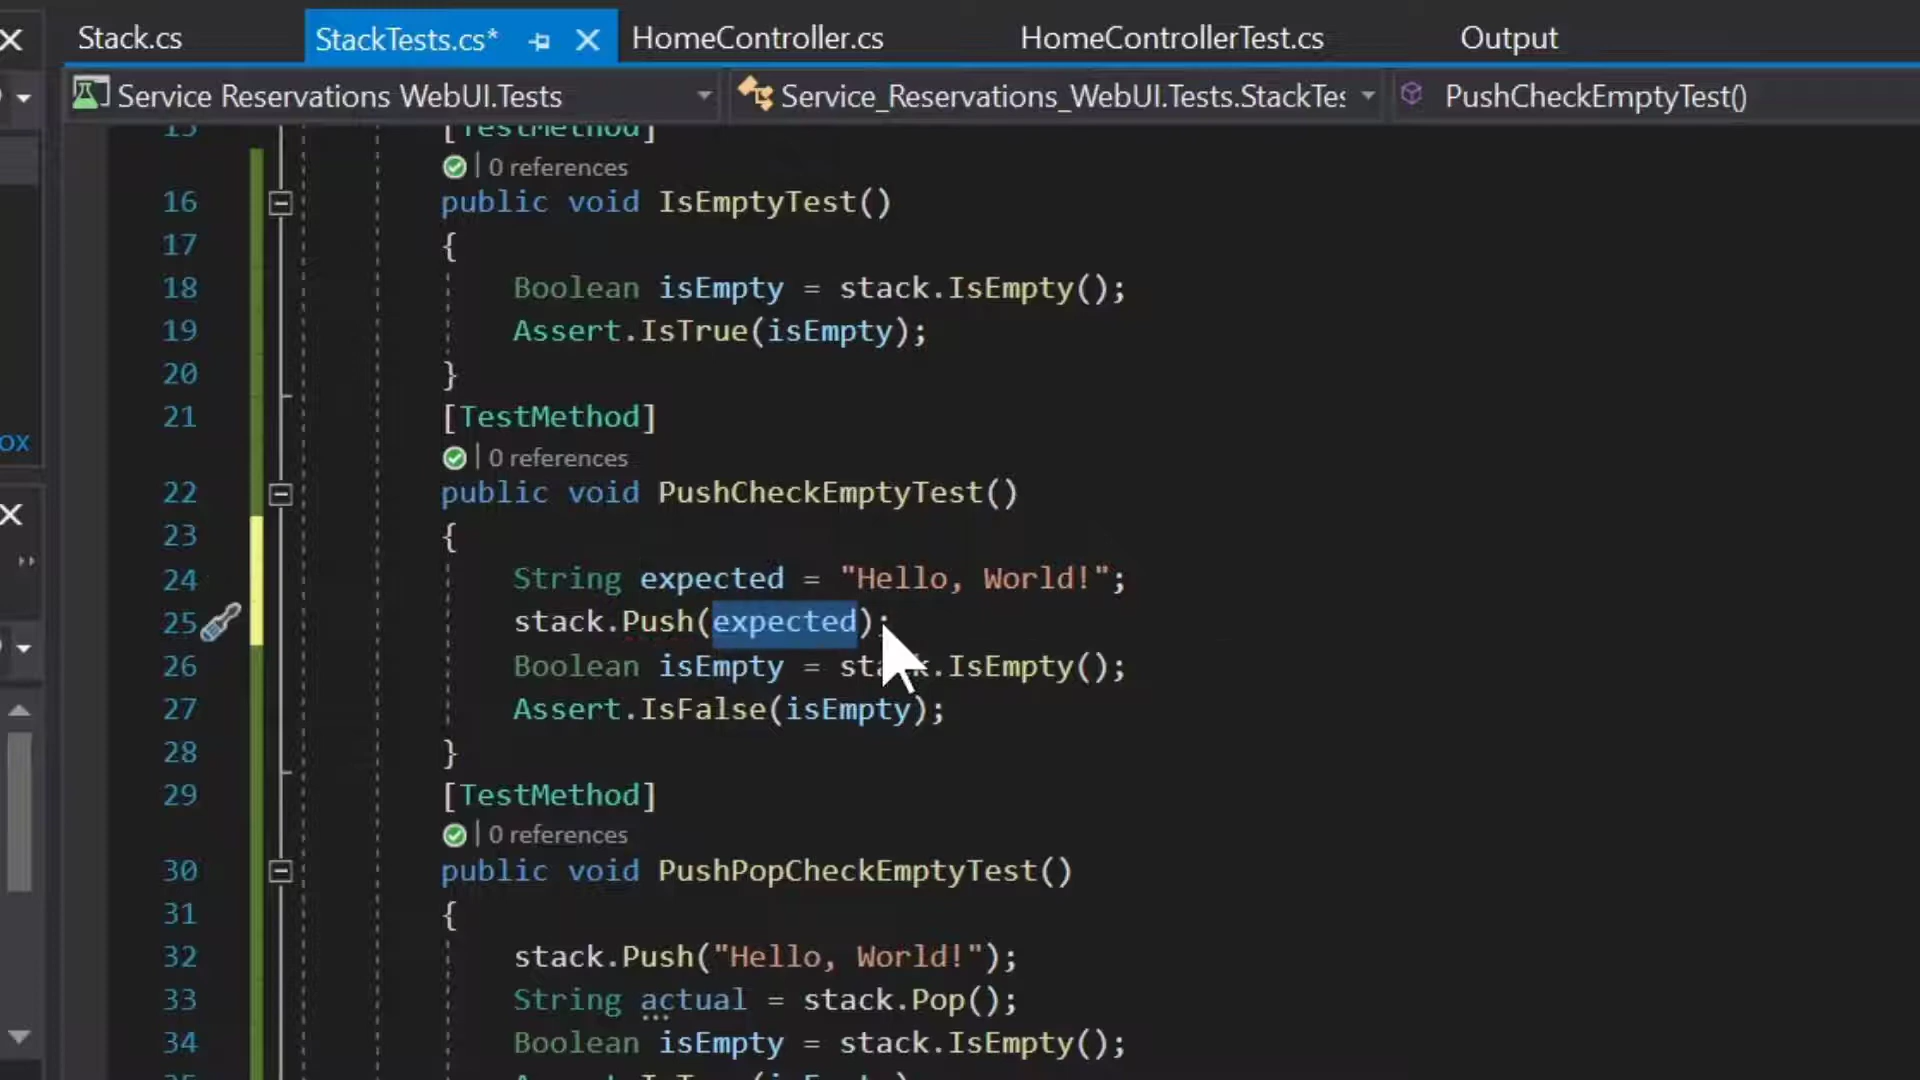 Stack.cs StackTests.cs* HomeController.cs HomeControllerTest.cs Output
Service Reservations WebUI.Tests Service_Reservations_WebUI.Tests.StackTes PushCheckEmptyTest()
15 [TestMethod]
0 references
16 public void IsEmptyTest()
17 {
18 Boolean isEmpty = stack.IsEmpty();
19 Assert.IsTrue(isEmpty);
20 }
21 [TestMethod]
0 references
22 public void PushCheckEmptyTest()
23 {
24 String expected = "Hello, World!";
25 stack.Push(expected);
26 Boolean isEmpty = stack.IsEmpty();
27 Assert.IsFalse(isEmpty);
28 }
29 [TestMethod]
0 references
30 public void PushPopCheckEmptyTest()
31 {
32 stack.Push("Hello, World!");
33 String actual = stack.Pop();
34 Boolean isEmpty = stack.IsEmpty();
ox